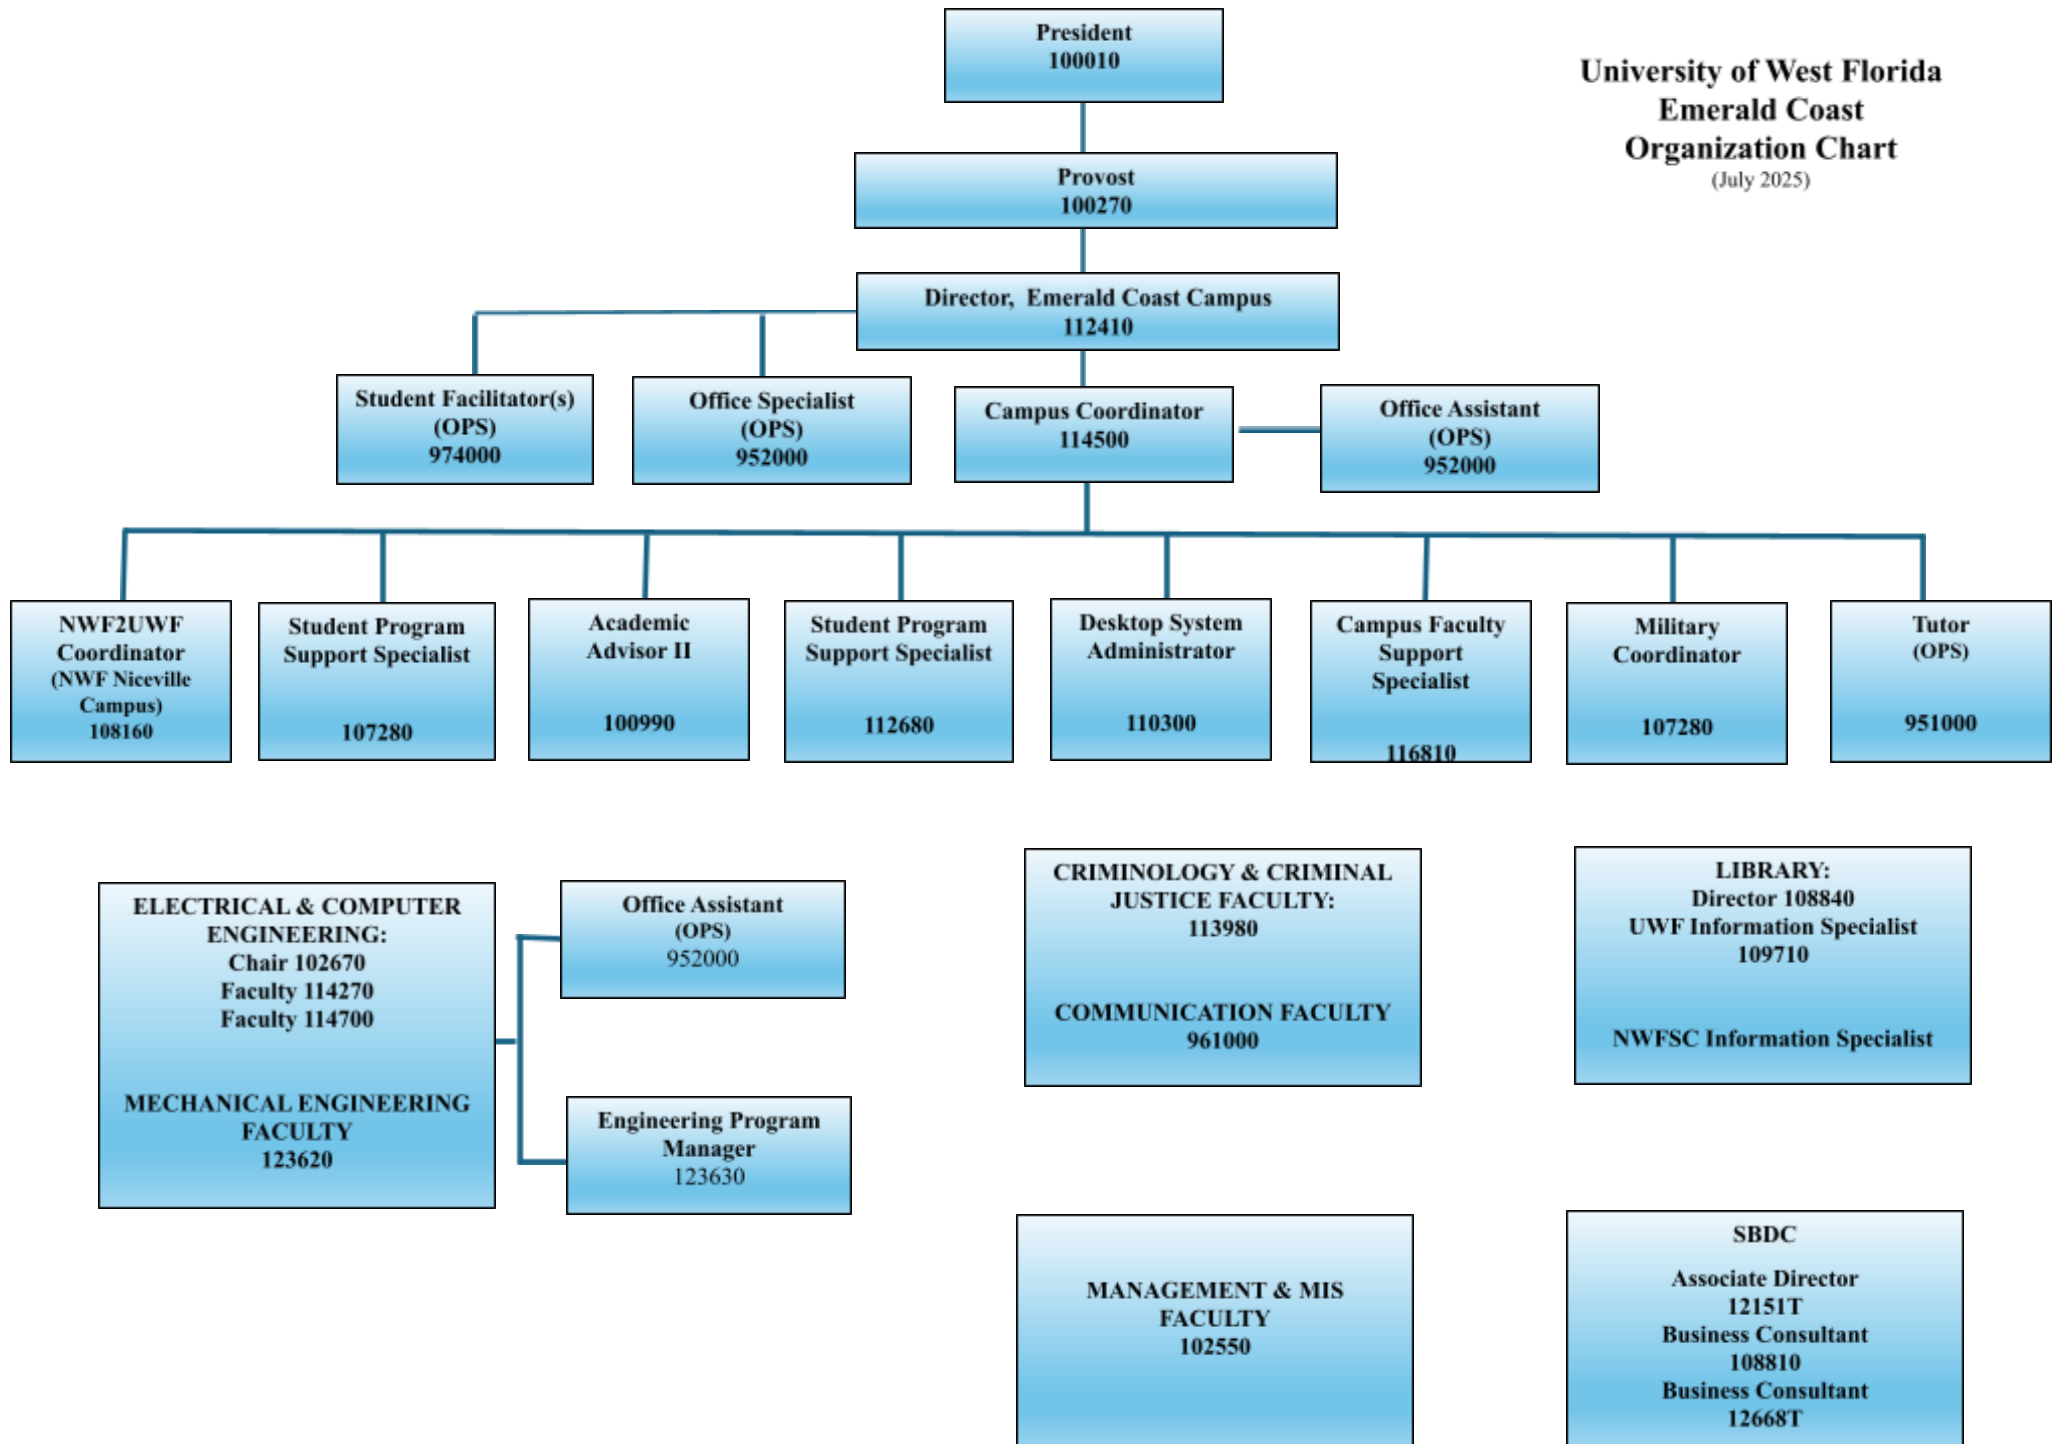 President
100010
University of West Florida
Emerald Coast
Organization Chart
(July 2025)
Provost
100270
Director,  Emerald Coast Campus
112410
Student Facilitator(s)
(OPS)
974000
Office Specialist
(OPS)
952000
Campus Coordinator
114500
Office Assistant
(OPS)
952000
NWF2UWF
Coordinator
(NWF Niceville
Campus)
108160
Student Program
Support Specialist
107280
Academic
Advisor II
100990
Student Program
Support Specialist
112680
Desktop System
Administrator
110300
Campus Faculty
Support
Specialist
116810
Military
Coordinator
107280
Tutor
(OPS)
951000
ELECTRICAL & COMPUTER
ENGINEERING:
Chair 102670
Faculty 114270
Faculty 114700
MECHANICAL ENGINEERING
FACULTY
123620
Office Assistant
(OPS)
952000
Engineering Program
Manager
123630
CRIMINOLOGY & CRIMINAL
JUSTICE FACULTY:
113980
COMMUNICATION FACULTY
961000
LIBRARY:
Director 108840
UWF Information Specialist
109710
NWFSC Information Specialist
MANAGEMENT & MIS
FACULTY
102550
SBDC
Associate Director
12151T
Business Consultant
108810
Business Consultant
12668T